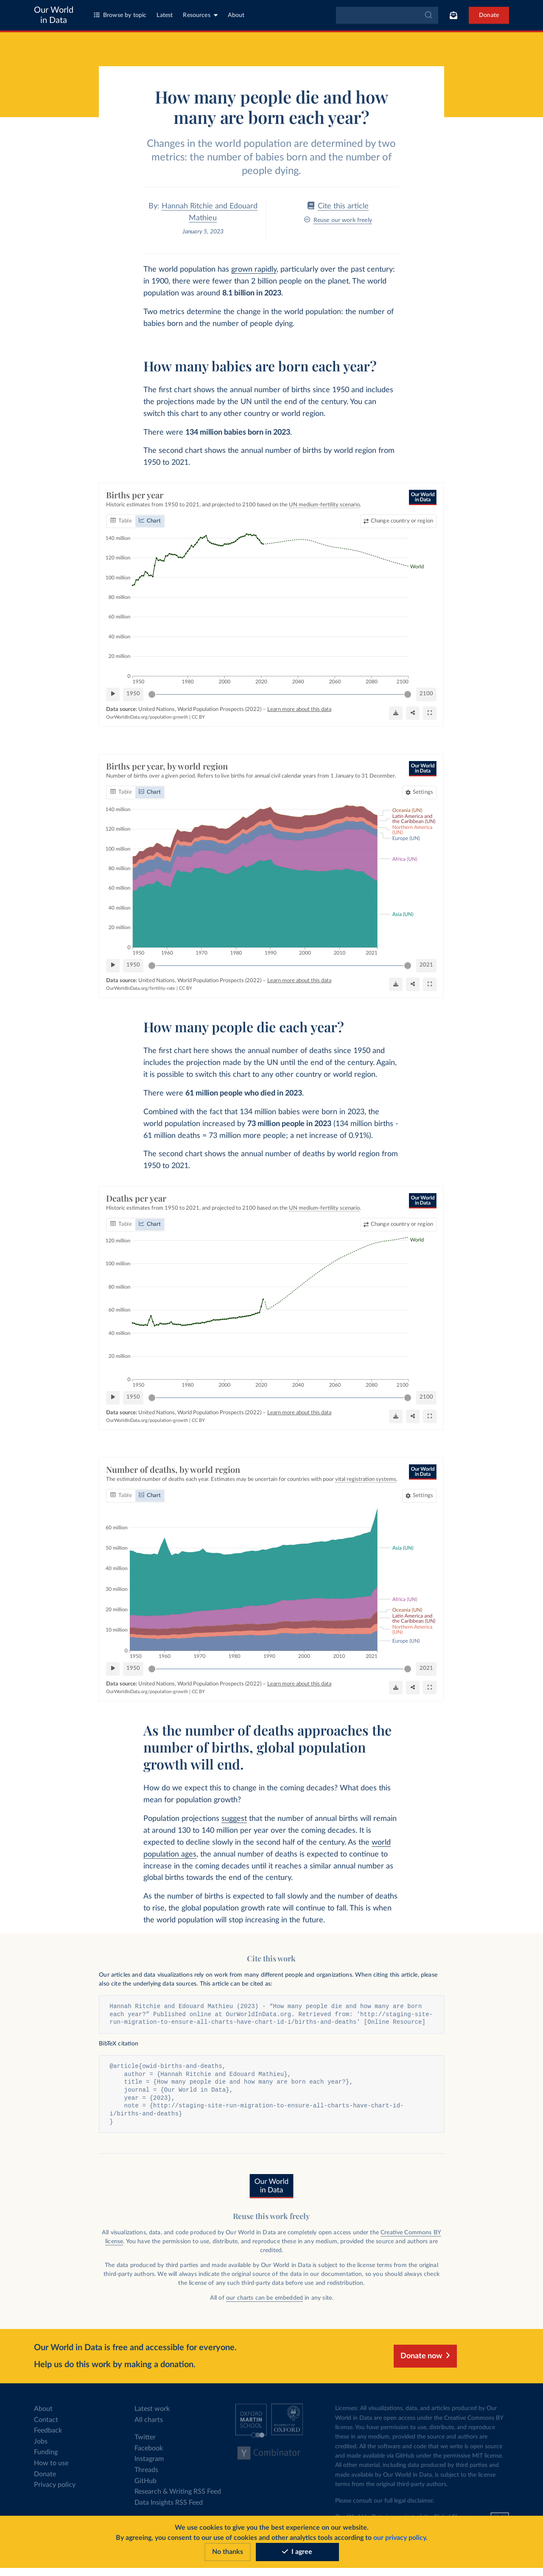 Our World
in Data
Browse by topic
Latest
Resources
About
Donate
How many people die and how
many are born each year?
Changes in the world population are determined by two
metrics: the number of babies born and the number of
people dying.
By: Hannah Ritchie and Edouard
Mathieu
January 5, 2023
Cite this article
Reuse our work freely
The world population has grown rapidly, particularly over the past century:
in 1900, there were fewer than 2 billion people on the planet. The world
population was around 8.1 billion in 2023.
Two metrics determine the change in the world population: the number of
babies born and the number of people dying.
How many babies are born each year?
The first chart shows the annual number of births since 1950 and includes
the projections made by the UN until the end of the century. You can
switch this chart to any other country or world region.
There were 134 million babies born in 2023.
The second chart shows the annual number of births by world region from
1950 to 2021.
Births per year
Historic estimates from 1950 to 2021, and projected to 2100 based on the UN medium-fertility scenario.
Our World
in Data
Table
Chart
Change country or region
140 million
120 million
100 million
80 million
60 million
40 million
20 million
0
World
1950 1980 2000 2020 2040 2060 2080 2100
1950
2100
Data source: United Nations, World Population Prospects (2022) – Learn more about this data
OurWorldInData.org/population-growth | CC BY
Births per year, by world region
Number of births over a given period. Refers to live births for annual civil calendar years from 1 January to 31 December.
Our World
in Data
Table
Chart
Settings
140 million
120 million
100 million
80 million
60 million
40 million
20 million
0
Oceania (UN)
Latin America and
the Caribbean (UN)
Northern America
(UN)
Europe (UN)
Africa (UN)
Asia (UN)
1950 1960 1970 1980 1990 2000 2010 2021
1950
2021
Data source: United Nations, World Population Prospects (2022) – Learn more about this data
OurWorldInData.org/fertility-rate | CC BY
How many people die each year?
The first chart here shows the annual number of deaths since 1950 and
includes the projection made by the UN until the end of the century. Again,
it is possible to switch this chart to any other country or world region.
There were 61 million people who died in 2023.
Combined with the fact that 134 million babies were born in 2023, the
world population increased by 73 million people in 2023 (134 million births -
61 million deaths = 73 million more people; a net increase of 0.91%).
The second chart shows the annual number of deaths by world region from
1950 to 2021.
Deaths per year
Historic estimates from 1950 to 2021, and projected to 2100 based on the UN medium-fertility scenario.
Our World
in Data
Table
Chart
Change country or region
120 million
100 million
80 million
60 million
40 million
20 million
0
World
1950 1980 2000 2020 2040 2060 2080 2100
1950
2100
Data source: United Nations, World Population Prospects (2022) – Learn more about this data
OurWorldInData.org/population-growth | CC BY
Number of deaths, by world region
The estimated number of deaths each year. Estimates may be uncertain for countries with poor vital registration systems.
Our World
in Data
Table
Chart
Settings
60 million
50 million
40 million
30 million
20 million
10 million
0
Asia (UN)
Africa (UN)
Oceania (UN)
Latin America and
the Caribbean (UN)
Northern America
(UN)
Europe (UN)
1950 1960 1970 1980 1990 2000 2010 2021
1950
2021
Data source: United Nations, World Population Prospects (2022) – Learn more about this data
OurWorldInData.org/population-growth | CC BY
As the number of deaths approaches the
number of births, global population
growth will end.
How do we expect this to change in the coming decades? What does this
mean for population growth?
Population projections suggest that the number of annual births will remain
at around 130 to 140 million per year over the coming decades. It is
expected to decline slowly in the second half of the century. As the world
population ages, the annual number of deaths is expected to continue to
increase in the coming decades until it reaches a similar annual number as
global births towards the end of the century.
As the number of births is expected to fall slowly and the number of deaths
to rise, the global population growth rate will continue to fall. This is when
the world population will stop increasing in the future.
Cite this work
Our articles and data visualizations rely on work from many different people and organizations. When citing this article, please
also cite the underlying data sources. This article can be cited as:
Hannah Ritchie and Edouard Mathieu (2023) - “How many people die and how many are born
each year?” Published online at OurWorldInData.org. Retrieved from: 'http://staging-site-
run-migration-to-ensure-all-charts-have-chart-id-i/births-and-deaths' [Online Resource]
BibTeX citation
@article{owid-births-and-deaths,
author = {Hannah Ritchie and Edouard Mathieu},
title = {How many people die and how many are born each year?},
journal = {Our World in Data},
year = {2023},
note = {http://staging-site-run-migration-to-ensure-all-charts-have-chart-id-
i/births-and-deaths}
}
Our World
in Data
Reuse this work freely
All visualizations, data, and code produced by Our World in Data are completely open access under the Creative Commons BY
license. You have the permission to use, distribute, and reproduce these in any medium, provided the source and authors are
credited.
The data produced by third parties and made available by Our World in Data is subject to the license terms from the original
third-party authors. We will always indicate the original source of the data in our documentation, so you should always check
the license of any such third-party data before use and redistribution.
All of our charts can be embedded in any site.
Our World in Data is free and accessible for everyone.
Help us do this work by making a donation.
Donate now
About
Contact
Feedback
Jobs
Funding
How to use
Donate
Privacy policy
Latest work
All charts
Twitter
Facebook
Instagram
Threads
GitHub
Research & Writing RSS Feed
Data Insights RSS Feed
OXFORD
MARTIN
SCHOOL
UNIVERSITY OF
OXFORD
Y Combinator
Licenses: All visualizations, data, and articles produced by Our
World in Data are open access under the Creative Commons BY
license. You have permission to use, distribute, and reproduce
these in any medium, provided the source and authors are
credited. All the software and code that we write is open source
and made available via GitHub under the permissive MIT license.
All other material, including data produced by third parties and
made available by Our World in Data, is subject to the license
terms from the original third-party authors.
Please consult our full legal disclaimer.
We use cookies to give you the best experience on our website.
By agreeing, you consent to our use of cookies and other analytics tools according to our privacy policy.
No thanks
I agree